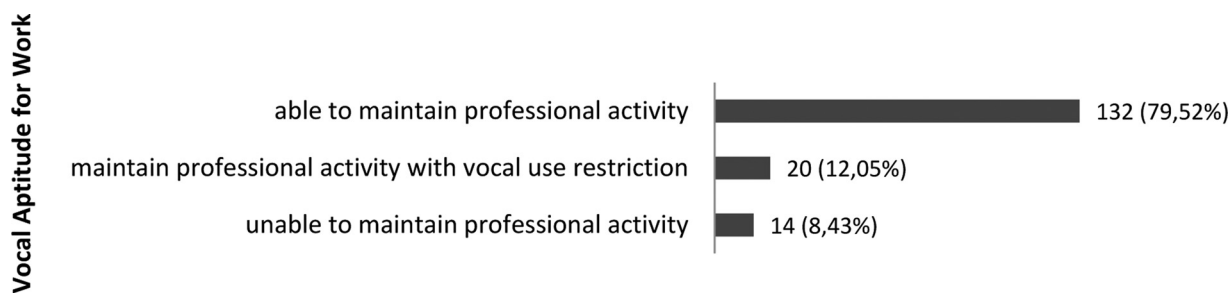 Vocal Aptitude for Work
able to maintain professional activity 132 (79,52%)
maintain professional activity with vocal use restriction 20 (12,05%)
unable to maintain professional activity 14 (8,43%)